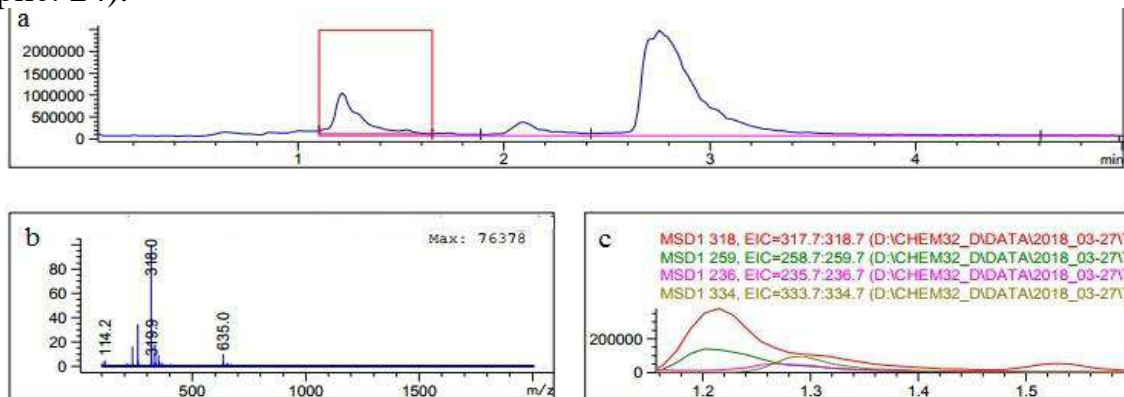 a
2000000
1500000
1000000
500000
0
1 2 3 4 min
b
Max: 76378
80
60
40
20
0
114.2
318.0
349.9
635.0
500 1000 1500 m/z
c
MSD1 318, EIC=317.7:318.7 (D:\CHEM32_D\DATA\2018_03-27\
MSD1 259, EIC=258.7:259.7 (D:\CHEM32_D\DATA\2018_03-27\
MSD1 236, EIC=235.7:236.7 (D:\CHEM32_D\DATA\2018_03-27\
MSD1 334, EIC=333.7:334.7 (D:\CHEM32_D\DATA\2018_03-27\
200000
0
1.2 1.3 1.4 1.5